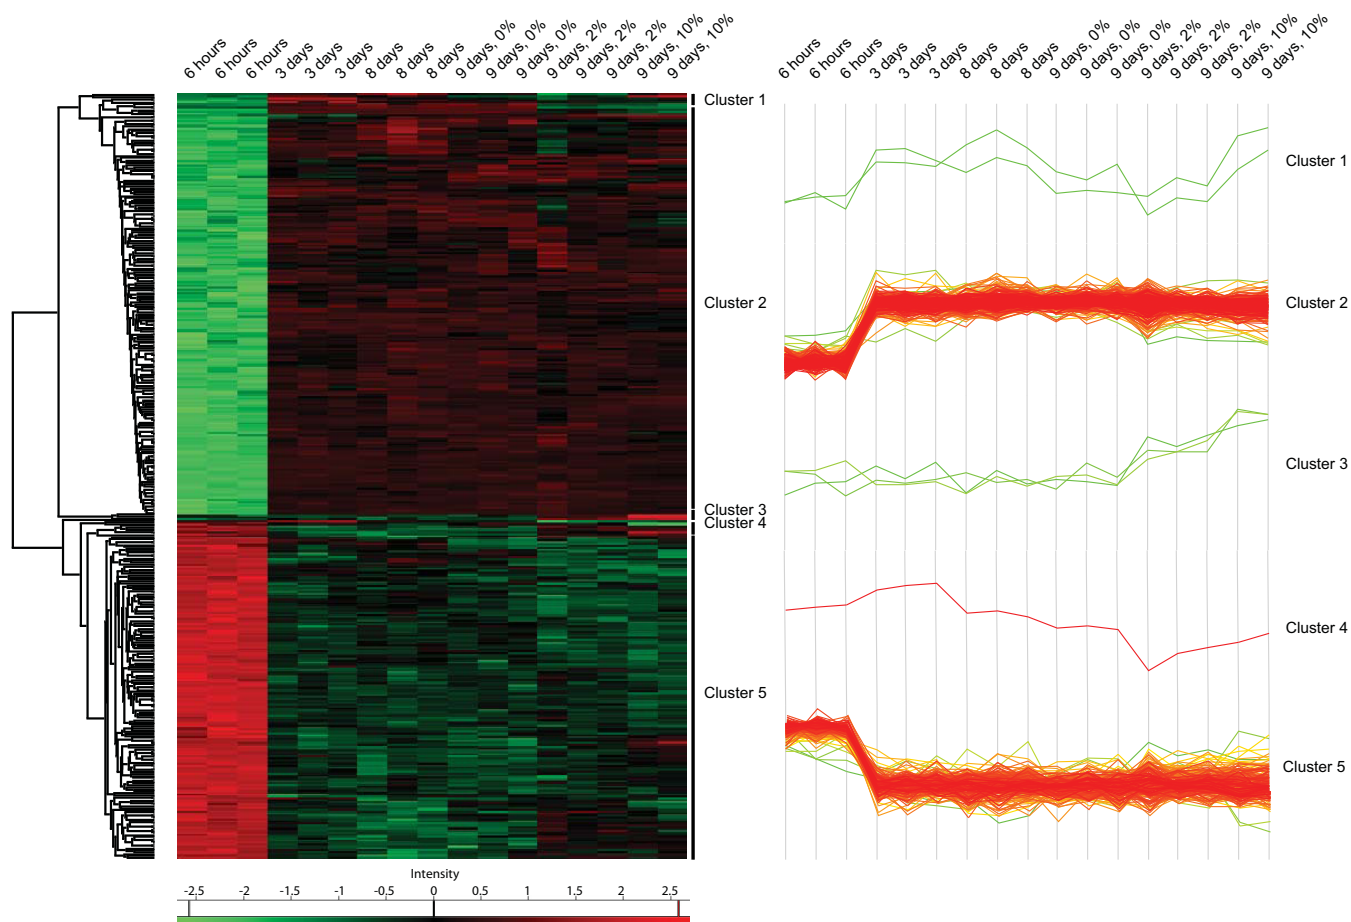 6 hours
6 hours
6 hours
3 days
3 days
3 days
8 days
8 days
8 days
9 days, 0%
9 days, 0%
9 days, 0%
9 days, 2%
9 days, 2%
9 days, 2%
9 days, 10%
9 days, 10%
6 hours
6 hours
6 hours
3 days
3 days
3 days
8 days
8 days
8 days
9 days, 0%
9 days, 0%
9 days, 0%
9 days, 2%
9 days, 2%
9 days, 2%
9 days, 10%
9 days, 10%
Cluster 1
Cluster 2
Cluster 3
Cluster 4
Cluster 5
Cluster 1
Cluster 2
Cluster 3
Cluster 4
Cluster 5
Intensity
-2.5 -2 -1.5 -1 -0.5 0 0.5 1 1.5 2 2.5